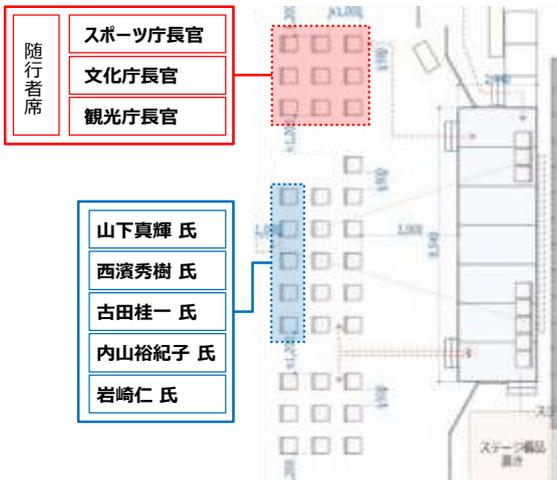 随行者席
スポーツ庁長官
文化庁長官
観光庁長官
山下真輝 氏
西濱秀樹 氏
古田桂一 氏
内山裕紀子 氏
岩崎仁 氏
ステージ備品
置き